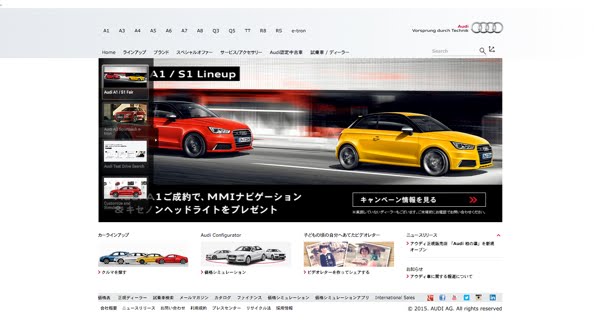 A1 A3 A4 A5 A6 A7 A8 Q3 Q5 TT R8 RS e-tron
Audi
Vorsprung durch Technik
Home ラインアップ ブランド スペシャルオファー サービス/アクセサリー Audi認定中古車 試乗車 / ディーラー
Search
A1 / S1 Lineup
Audi A1 / S1 Fair
Audi Test Drive Search
A1ご成約で、MMIナビゲーション
&キセノンヘッドライトをプレゼント
キャンペーン情報を見る
カーラインアップ
Audi Configurator
子どもの頃の自分へあてたビデオレター
ニュースリリース
アウディ正規販売店 「Audi 柏の葉」を新規
オープン
お知らせ
アウディ車に関する報道について
クルマを探す
価格シミュレーション
ビデオレターを作ってシェアする
価格表 正規ディーラー 試乗車検索 メールマガジン カタログ ファイナンス 価格シミュレーション 価格シミュレーションアプリ International Sales
会社概要 ニュースリリース お問い合わせ 利用規約 プレスセンター リサイクル法 採用情報
© 2015. AUDI AG. All rights reserved